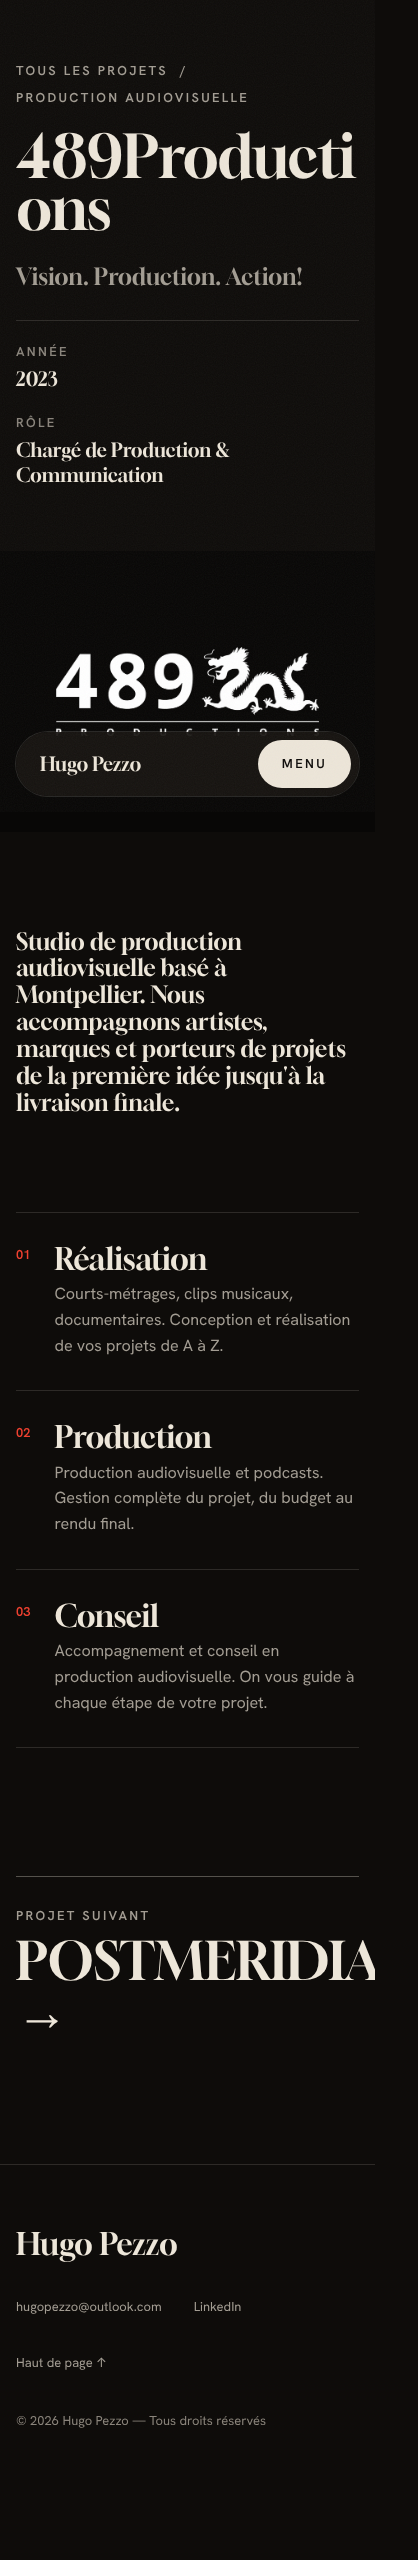 TOUS LES PROJETS /
PRODUCTION AUDIOVISUELLE
489Producti
ons
Vision. Production. Action!
ANNÉE
2023
RÔLE
Chargé de Production &
Communication
489
PRODUCTIONS
Hugo Pezzo
MENU
Studio de production
audiovisuelle basé à
Montpellier. Nous
accompagnons artistes,
marques et porteurs de projets
de la première idée jusqu'à la
livraison finale.
01
Réalisation
Courts-métrages, clips musicaux,
documentaires. Conception et réalisation
de vos projets de A à Z.
02
Production
Production audiovisuelle et podcasts.
Gestion complète du projet, du budget au
rendu final.
03
Conseil
Accompagnement et conseil en
production audiovisuelle. On vous guide à
chaque étape de votre projet.
PROJET SUIVANT
POSTMERIDIA
→
Hugo Pezzo
hugopezzo@outlook.com LinkedIn
Haut de page ↑
© 2026 Hugo Pezzo — Tous droits réservés